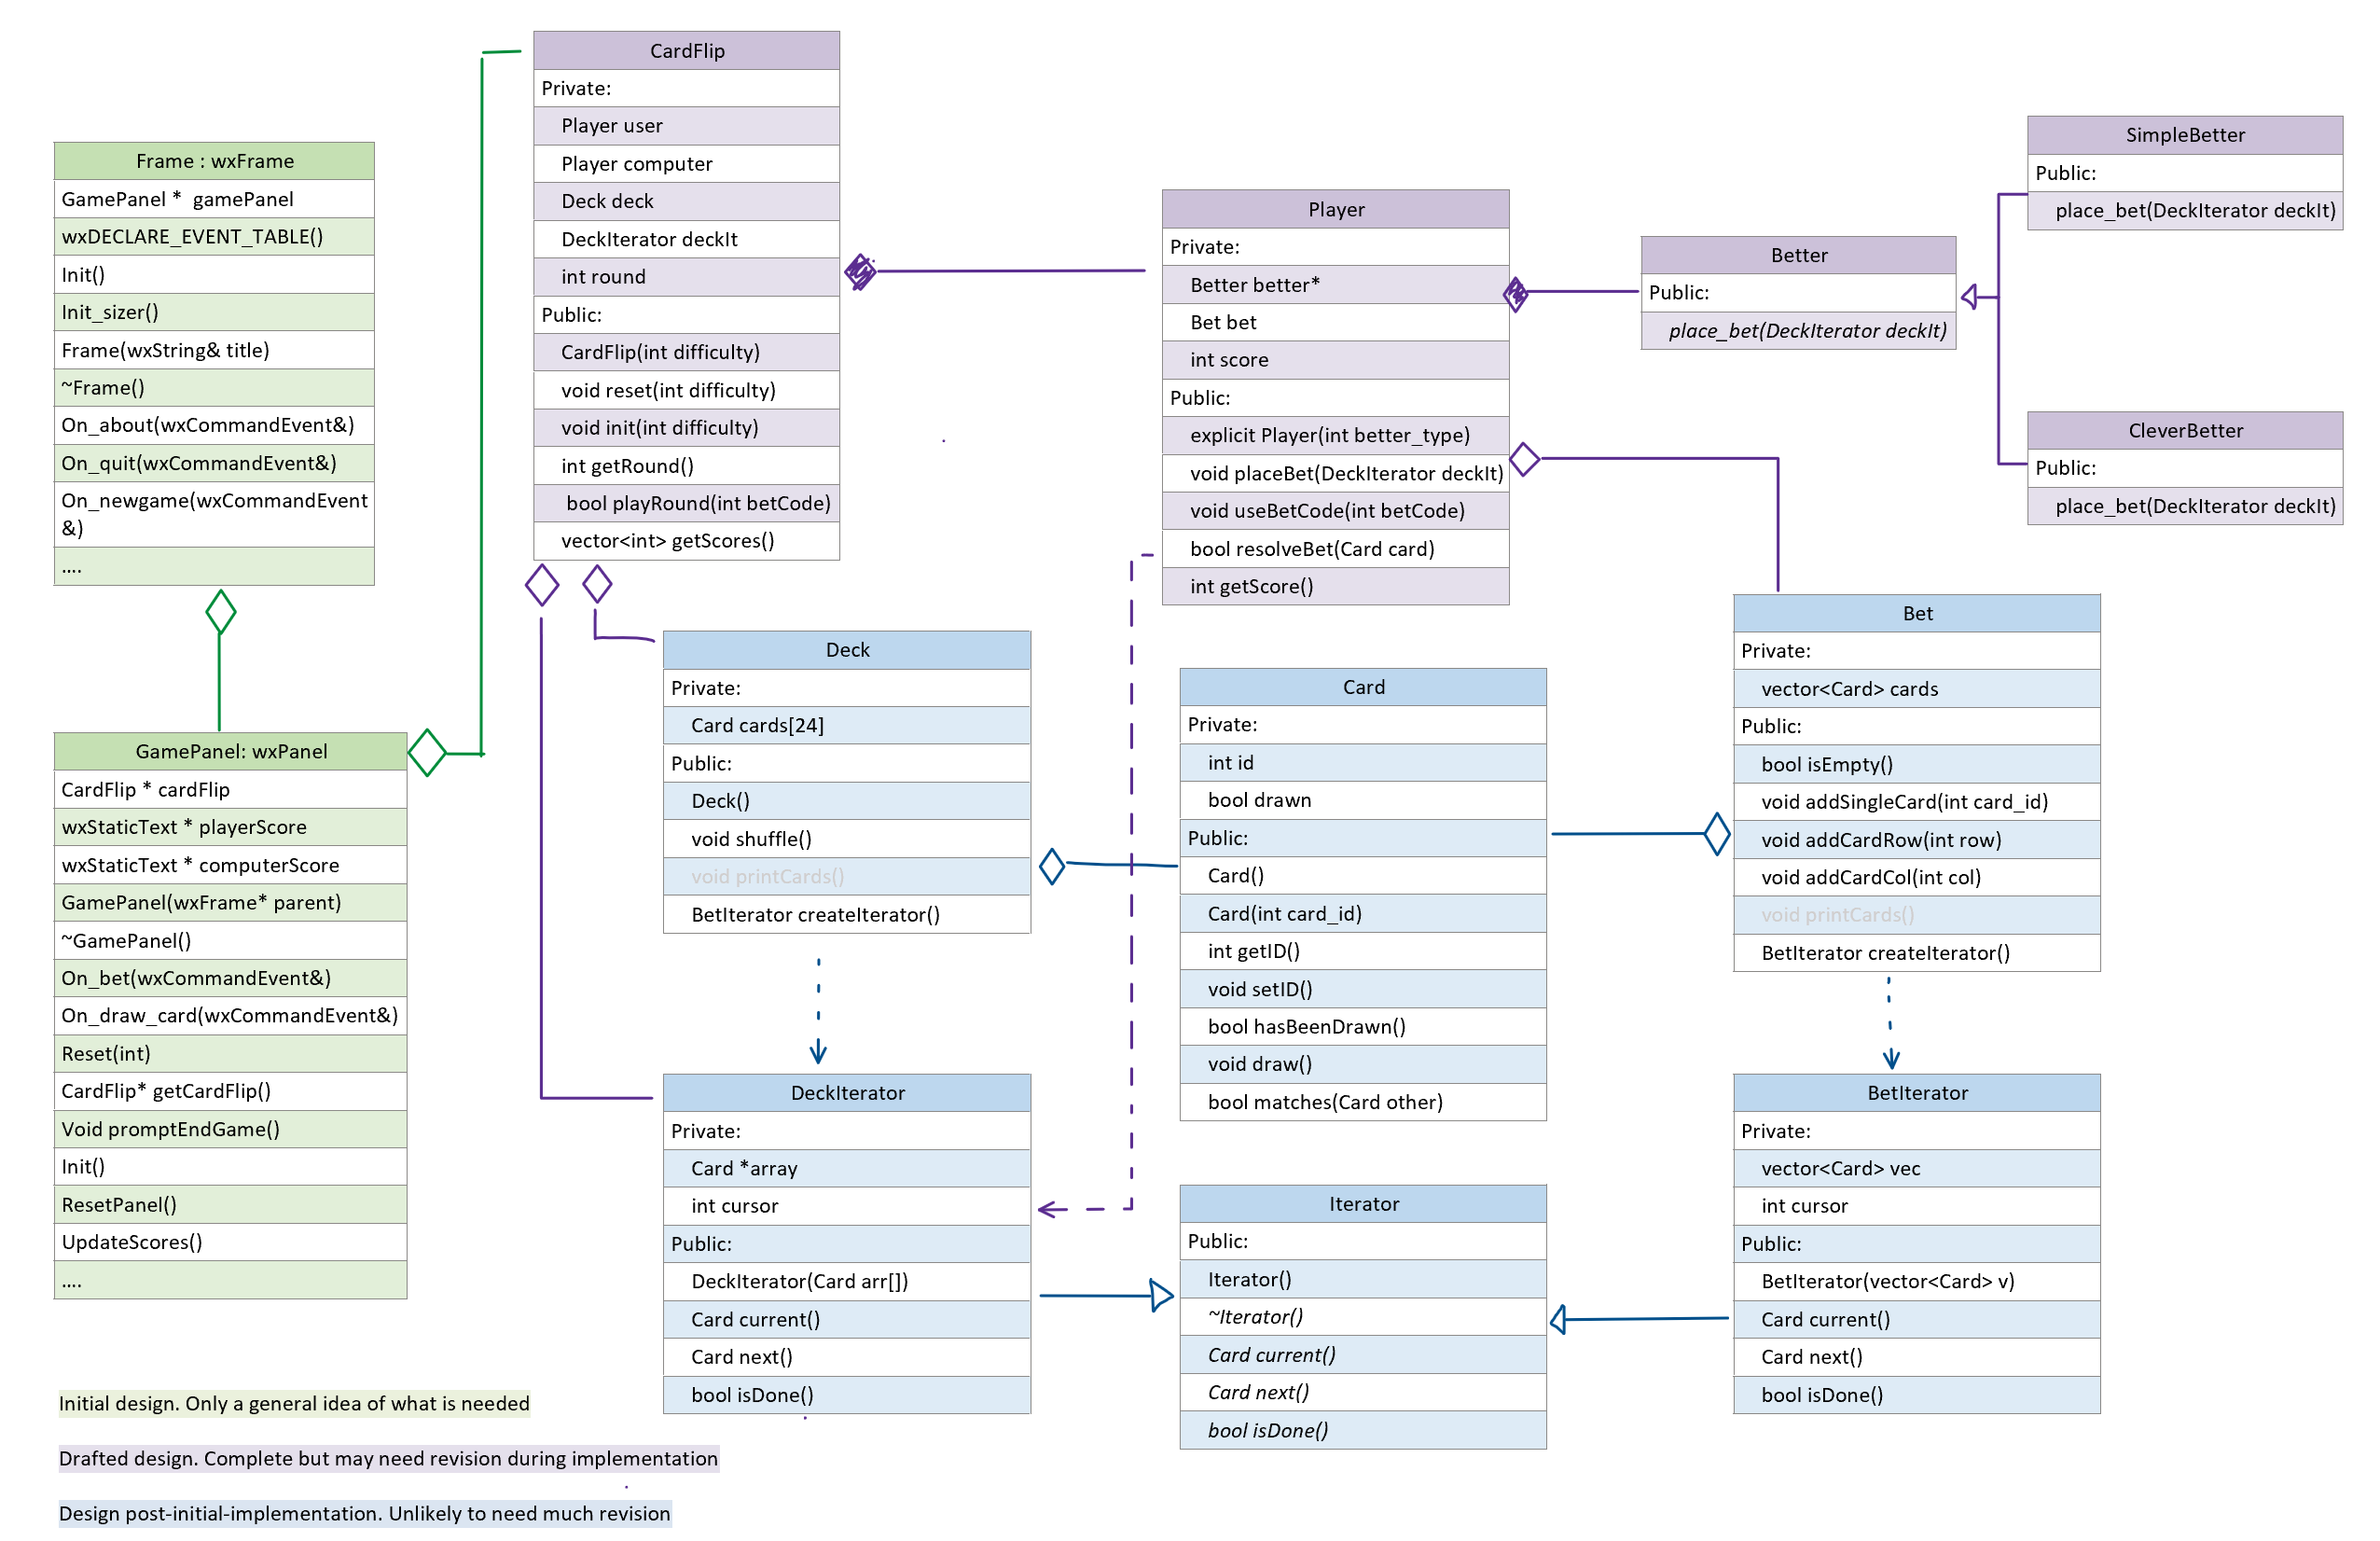 CardFlip
Private:
Player user
Player computer
Deck deck
DeckIterator deckIt
int round
Public:
CardFlip(int difficulty)
void reset(int difficulty)
void init(int difficulty)
int getRound()
bool playRound(int betCode)
vector<int> getScores()
Frame : wxFrame
GamePanel * gamePanel
wxDECLARE_EVENT_TABLE()
Init()
Init_sizer()
Frame(wxString& title)
~Frame()
On_about(wxCommandEvent&)
On_quit(wxCommandEvent&)
On_newgame(wxCommandEvent
&)
....
Player
Private:
Better better*
Bet bet
int score
Public:
explicit Player(int better_type)
void placeBet(DeckIterator deckIt)
void useBetCode(int betCode)
bool resolveBet(Card card)
int getScore()
Better
Public:
place_bet(DeckIterator deckIt)
SimpleBetter
Public:
place_bet(DeckIterator deckIt)
CleverBetter
Public:
place_bet(DeckIterator deckIt)
GamePanel: wxPanel
CardFlip * cardFlip
wxStaticText * playerScore
wxStaticText * computerScore
GamePanel(wxFrame* parent)
~GamePanel()
On_bet(wxCommandEvent&)
On_draw_card(wxCommandEvent&)
Reset(int)
CardFlip* getCardFlip()
Void promptEndGame()
Init()
ResetPanel()
UpdateScores()
....
Deck
Private:
Card cards[24]
Public:
Deck()
void shuffle()
void printCards()
BetIterator createIterator()
Card
Private:
int id
bool drawn
Public:
Card()
Card(int card_id)
int getID()
void setID()
bool hasBeenDrawn()
void draw()
bool matches(Card other)
Bet
Private:
vector<Card> cards
Public:
bool isEmpty()
void addSingleCard(int card_id)
void addCardRow(int row)
void addCardCol(int col)
void printCards()
BetIterator createIterator()
DeckIterator
Private:
Card *array
int cursor
Public:
DeckIterator(Card arr[])
Card current()
Card next()
bool isDone()
Iterator
Public:
Iterator()
~Iterator()
Card current()
Card next()
bool isDone()
BetIterator
Private:
vector<Card> vec
int cursor
Public:
BetIterator(vector<Card> v)
Card current()
Card next()
bool isDone()
Initial design. Only a general idea of what is needed
Drafted design. Complete but may need revision during implementation
Design post-initial-implementation. Unlikely to need much revision